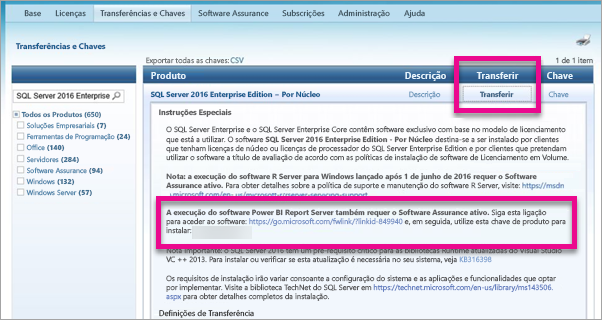 Base Licenças Transferências e Chaves Software Assurance Subscrições Administração Ajuda
Transferências e Chaves
Exportar todas as chaves: CSV 1 de 1 item
Produto Descrição Transferir Chave
SQL Server 2016 Enterprise
SQL Server 2016 Enterprise Edition – Por Núcleo Descrição Transferir Chave
Todos os Produtos (650)
Soluções Empresariais (7)
Ferramentas de Programação (24)
Office (140)
Servidores (284)
Software Assurance (94)
Windows (132)
Windows Server (57)
Instruções Especiais
O SQL Server Enterprise e o SQL Server Enterprise Core contêm software exclusivo com base no modelo de licenciamento
que está a utilizar. O software SQL Server 2016 Enterprise Edition - Por Núcleo destina-se a ser instalado por clientes que
tenham licenças de núcleo ou licenças de processador do SQL Server Enterprise Edition e por clientes que pretendam
utilizar o software a título de avaliação de acordo com as políticas de instalação de software de Licenciamento em Volume.
Nota: a execução do software R Server para Windows lançado após 1 de junho de 2016 requer o Software
Assurance ativo. Para obter detalhes sobre a política de suporte e manutenção do software R Server, visite: https://msdn
A execução do software Power BI Report Server também requer o Software Assurance ativo. Siga esta ligação
para aceder ao software: https://go.microsoft.com/fwlink/?linkid-849940 e, em seguida, utilize esta chave de produto para
instalar:
Nota importante: o SQL Server 2016 tem um pré-requisito crítico para as bibliotecas Runtime atualizadas do Visual Studio
VC ++ 2013. Para instalar ou verificar se esta atualização é necessária no seu sistema, veja KB316398
Os requisitos de instalação irão variar consoante a configuração do sistema e as aplicações e funcionalidades que optar
por implementar. Visite a biblioteca TechNet do SQL Server em https://technet.microsoft.com/en-us/library/ms143506.
aspx para obter detalhes completos da instalação.
Definições de Transferência